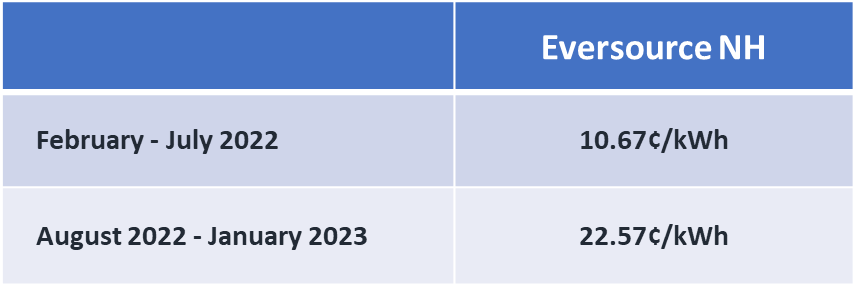 Eversource NH
February - July 2022 10.67¢/kWh
August 2022 - January 2023 22.57¢/kWh